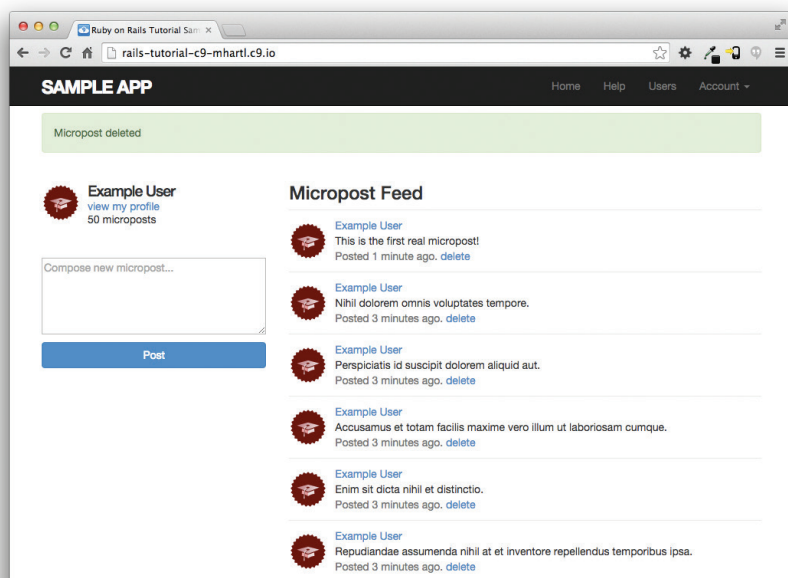 Ruby on Rails Tutorial Sam
rails-tutorial-c9-mhartl.c9.io
SAMPLE APP
Home Help Users Account
Micropost deleted
Example User
view my profile
50 microposts
Compose new micropost...
Post
Micropost Feed
Example User
This is the first real micropost!
Posted 1 minute ago. delete
Example User
Nihil dolorem omnis voluptates tempore.
Posted 3 minutes ago. delete
Example User
Perspiciatis id suscipit dolorem aliquid aut.
Posted 3 minutes ago. delete
Example User
Accusamus et totam facilis maxime vero illum ut laboriosam cumque.
Posted 3 minutes ago. delete
Example User
Enim sit dicta nihil et distinctio.
Posted 3 minutes ago. delete
Example User
Repudiandae assumenda nihil at et inventore repellendus temporibus ipsa.
Posted 3 minutes ago. delete